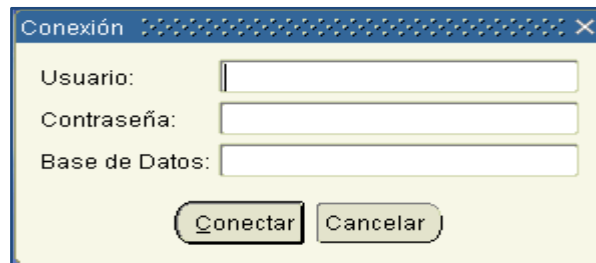 Conexión
Usuario:
Contraseña:
Base de Datos:
Conectar Cancelar